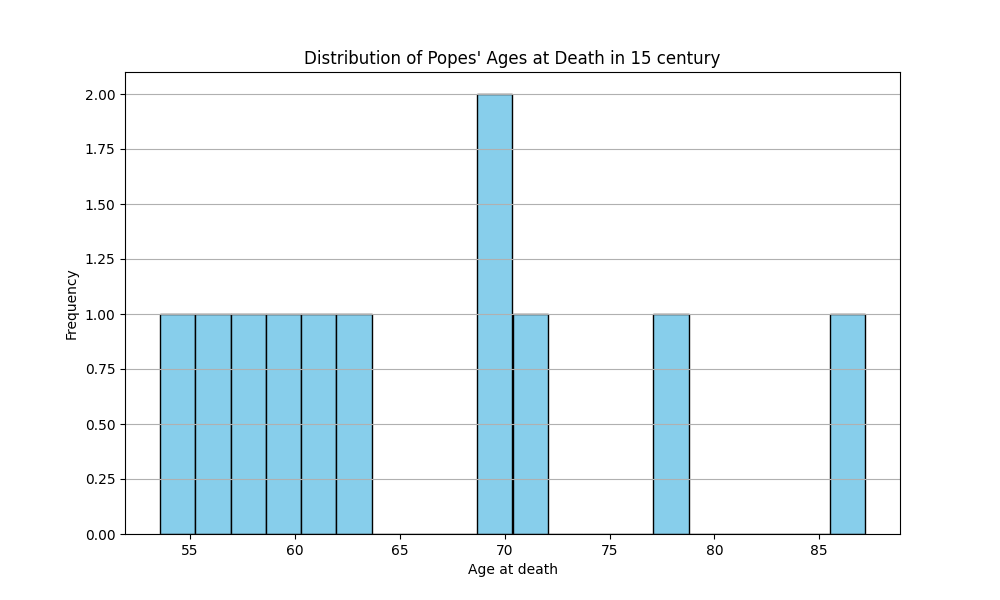 Distribution of Popes' Ages at Death in 15 century
2.00
1.75
1.50
1.25
1.00
0.75
0.50
0.25
0.00
Frequency
55 60 65 70 75 80 85
Age at death